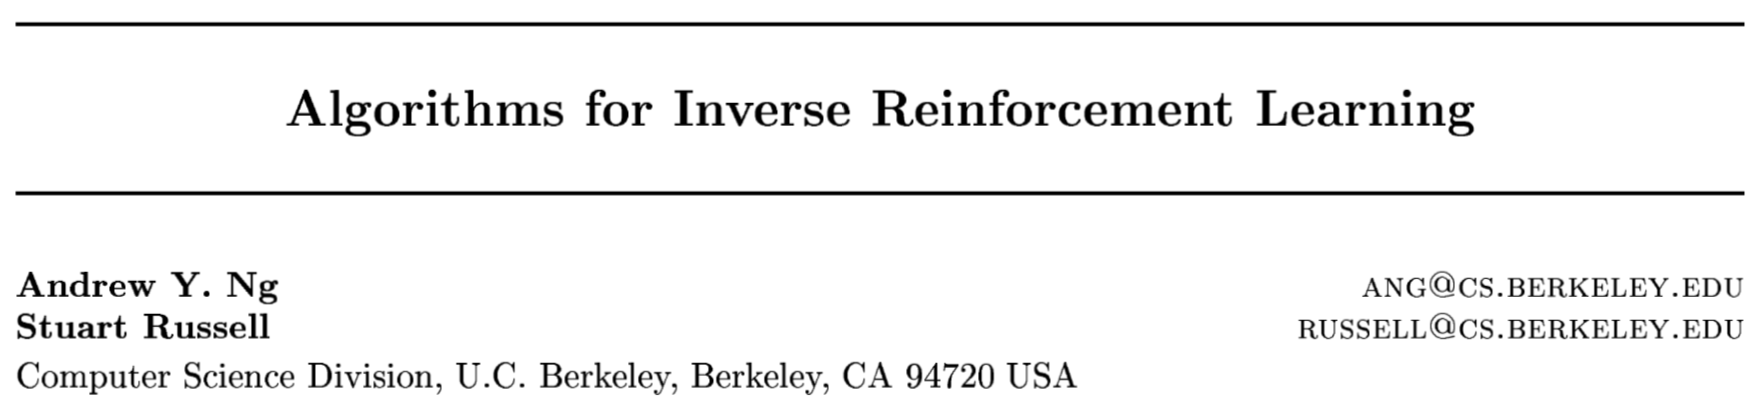 Algorithms for Inverse Reinforcement Learning
Andrew Y. Ng ANG@CS.BERKELEY.EDU
Stuart Russell RUSSELL@CS.BERKELEY.EDU
Computer Science Division, U.C. Berkeley, Berkeley, CA 94720 USA